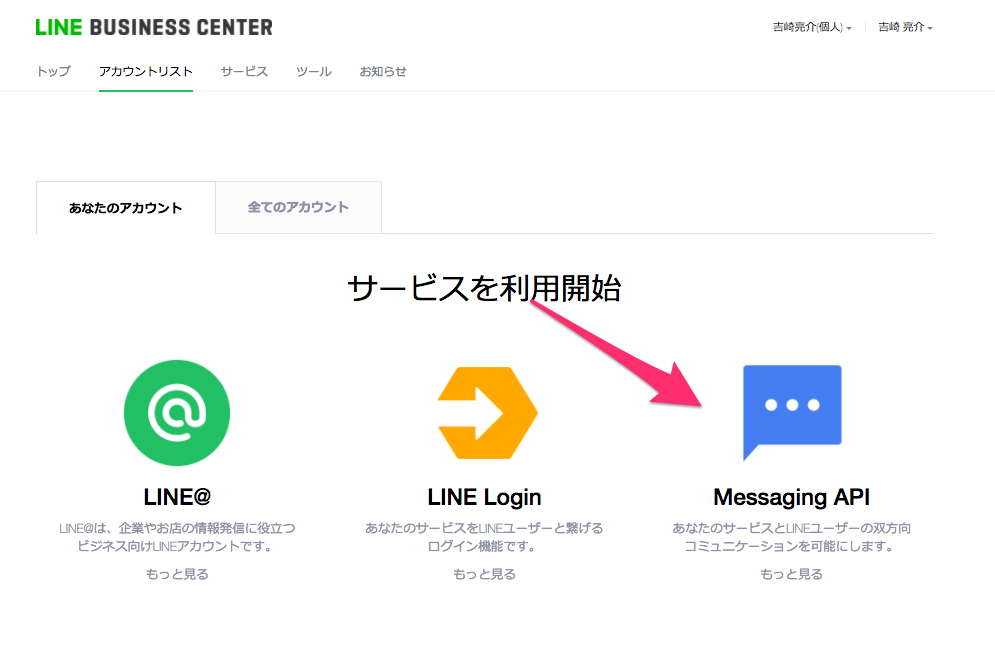 LINE BUSINESS CENTER
吉崎亮介(個人)
吉崎 亮介
トップ
アカウントリスト
サービス
ツール
お知らせ
あなたのアカウント
全てのアカウント
サービスを利用開始
LINE@
LINE@は、企業やお店の情報発信に役立つ
ビジネス向けLINEアカウントです。
もっと見る
LINE Login
あなたのサービスをLINEユーザーと繋げる
ログイン機能です。
もっと見る
Messaging API
あなたのサービスとLINEユーザーの双方向
コミュニケーションを可能にします。
もっと見る